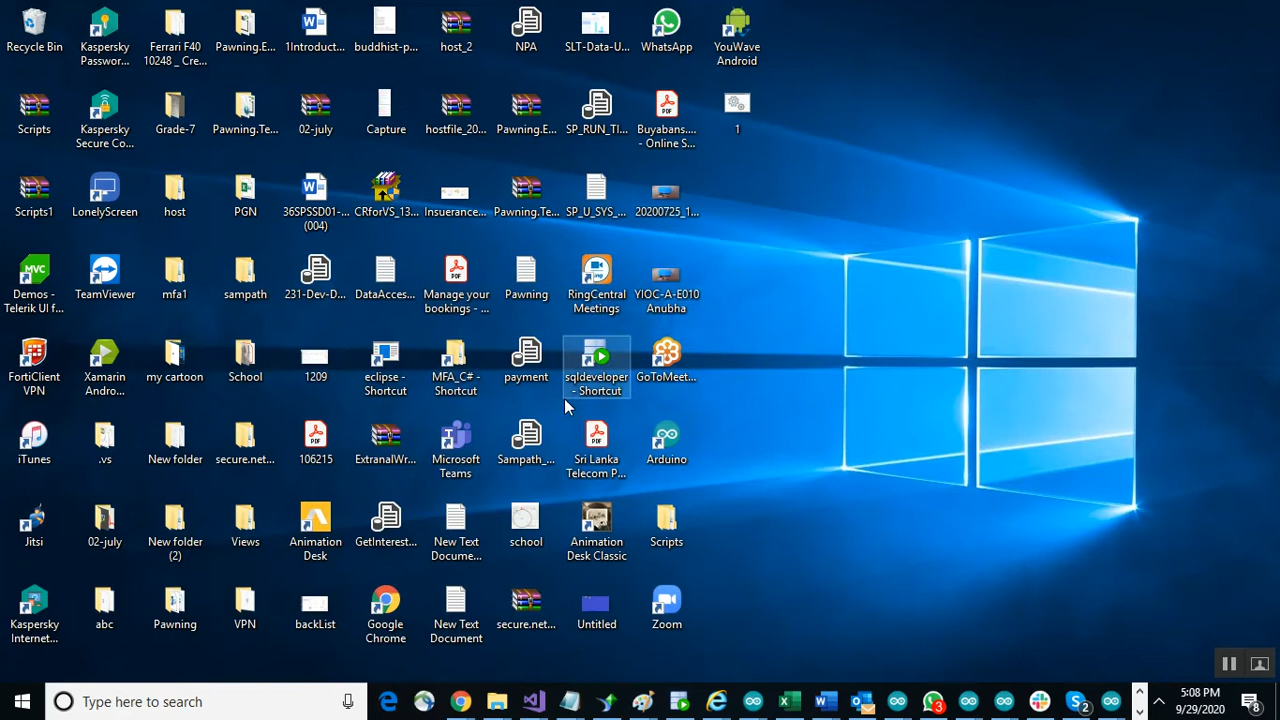 Recycle Bin
Kaspersky
Passwor...
Ferrari F40
10248 _ Cre...
Pawning.E...
1Introduct...
buddhist-p...
host_2
NPA
SLT-Data-U...
WhatsApp
YouWave
Android
Scripts
Kaspersky
Secure Co...
Grade-7
Pawning.Te...
02-july
Capture
hostfile_20...
Pawning.E...
SP_RUN_TI...
Buyabans....
- Online S...
1
Scripts1
LonelyScreen
host
PGN
36SPSSD01-...
(004)
CRforVS_13...
Insuerance...
Pawning.Te...
SP_U_SYS_...
20200725_1...
MVC
Demos -
Telerik UI f...
TeamViewer
mfa1
sampath
231-Dev-D...
DataAcces...
Manage your
bookings - ...
Pawning
RingCentral
Meetings
YIOC-A-E010
Anubha
FortiClient
VPN
Xamarin
Andro...
my cartoon
School
1209
eclipse -
Shortcut
MFA_C# -
Shortcut
payment
sqldeveloper
- Shortcut
GoToMeet...
iTunes
.vs
New folder
secure.net...
106215
ExtranalWr...
Microsoft
Teams
Sampath_...
Sri Lanka
Telecom P...
Arduino
Jitsi
02-july
New folder
(2)
Views
Animation
Desk
GetInterest...
New Text
Docume...
school
Animation
Desk Classic
Scripts
Kaspersky
Internet...
abc
Pawning
VPN
backList
Google
Chrome
New Text
Document
secure.net...
Untitled
Zoom
Type here to search
3
2
5:08 PM
9/29/2020
8